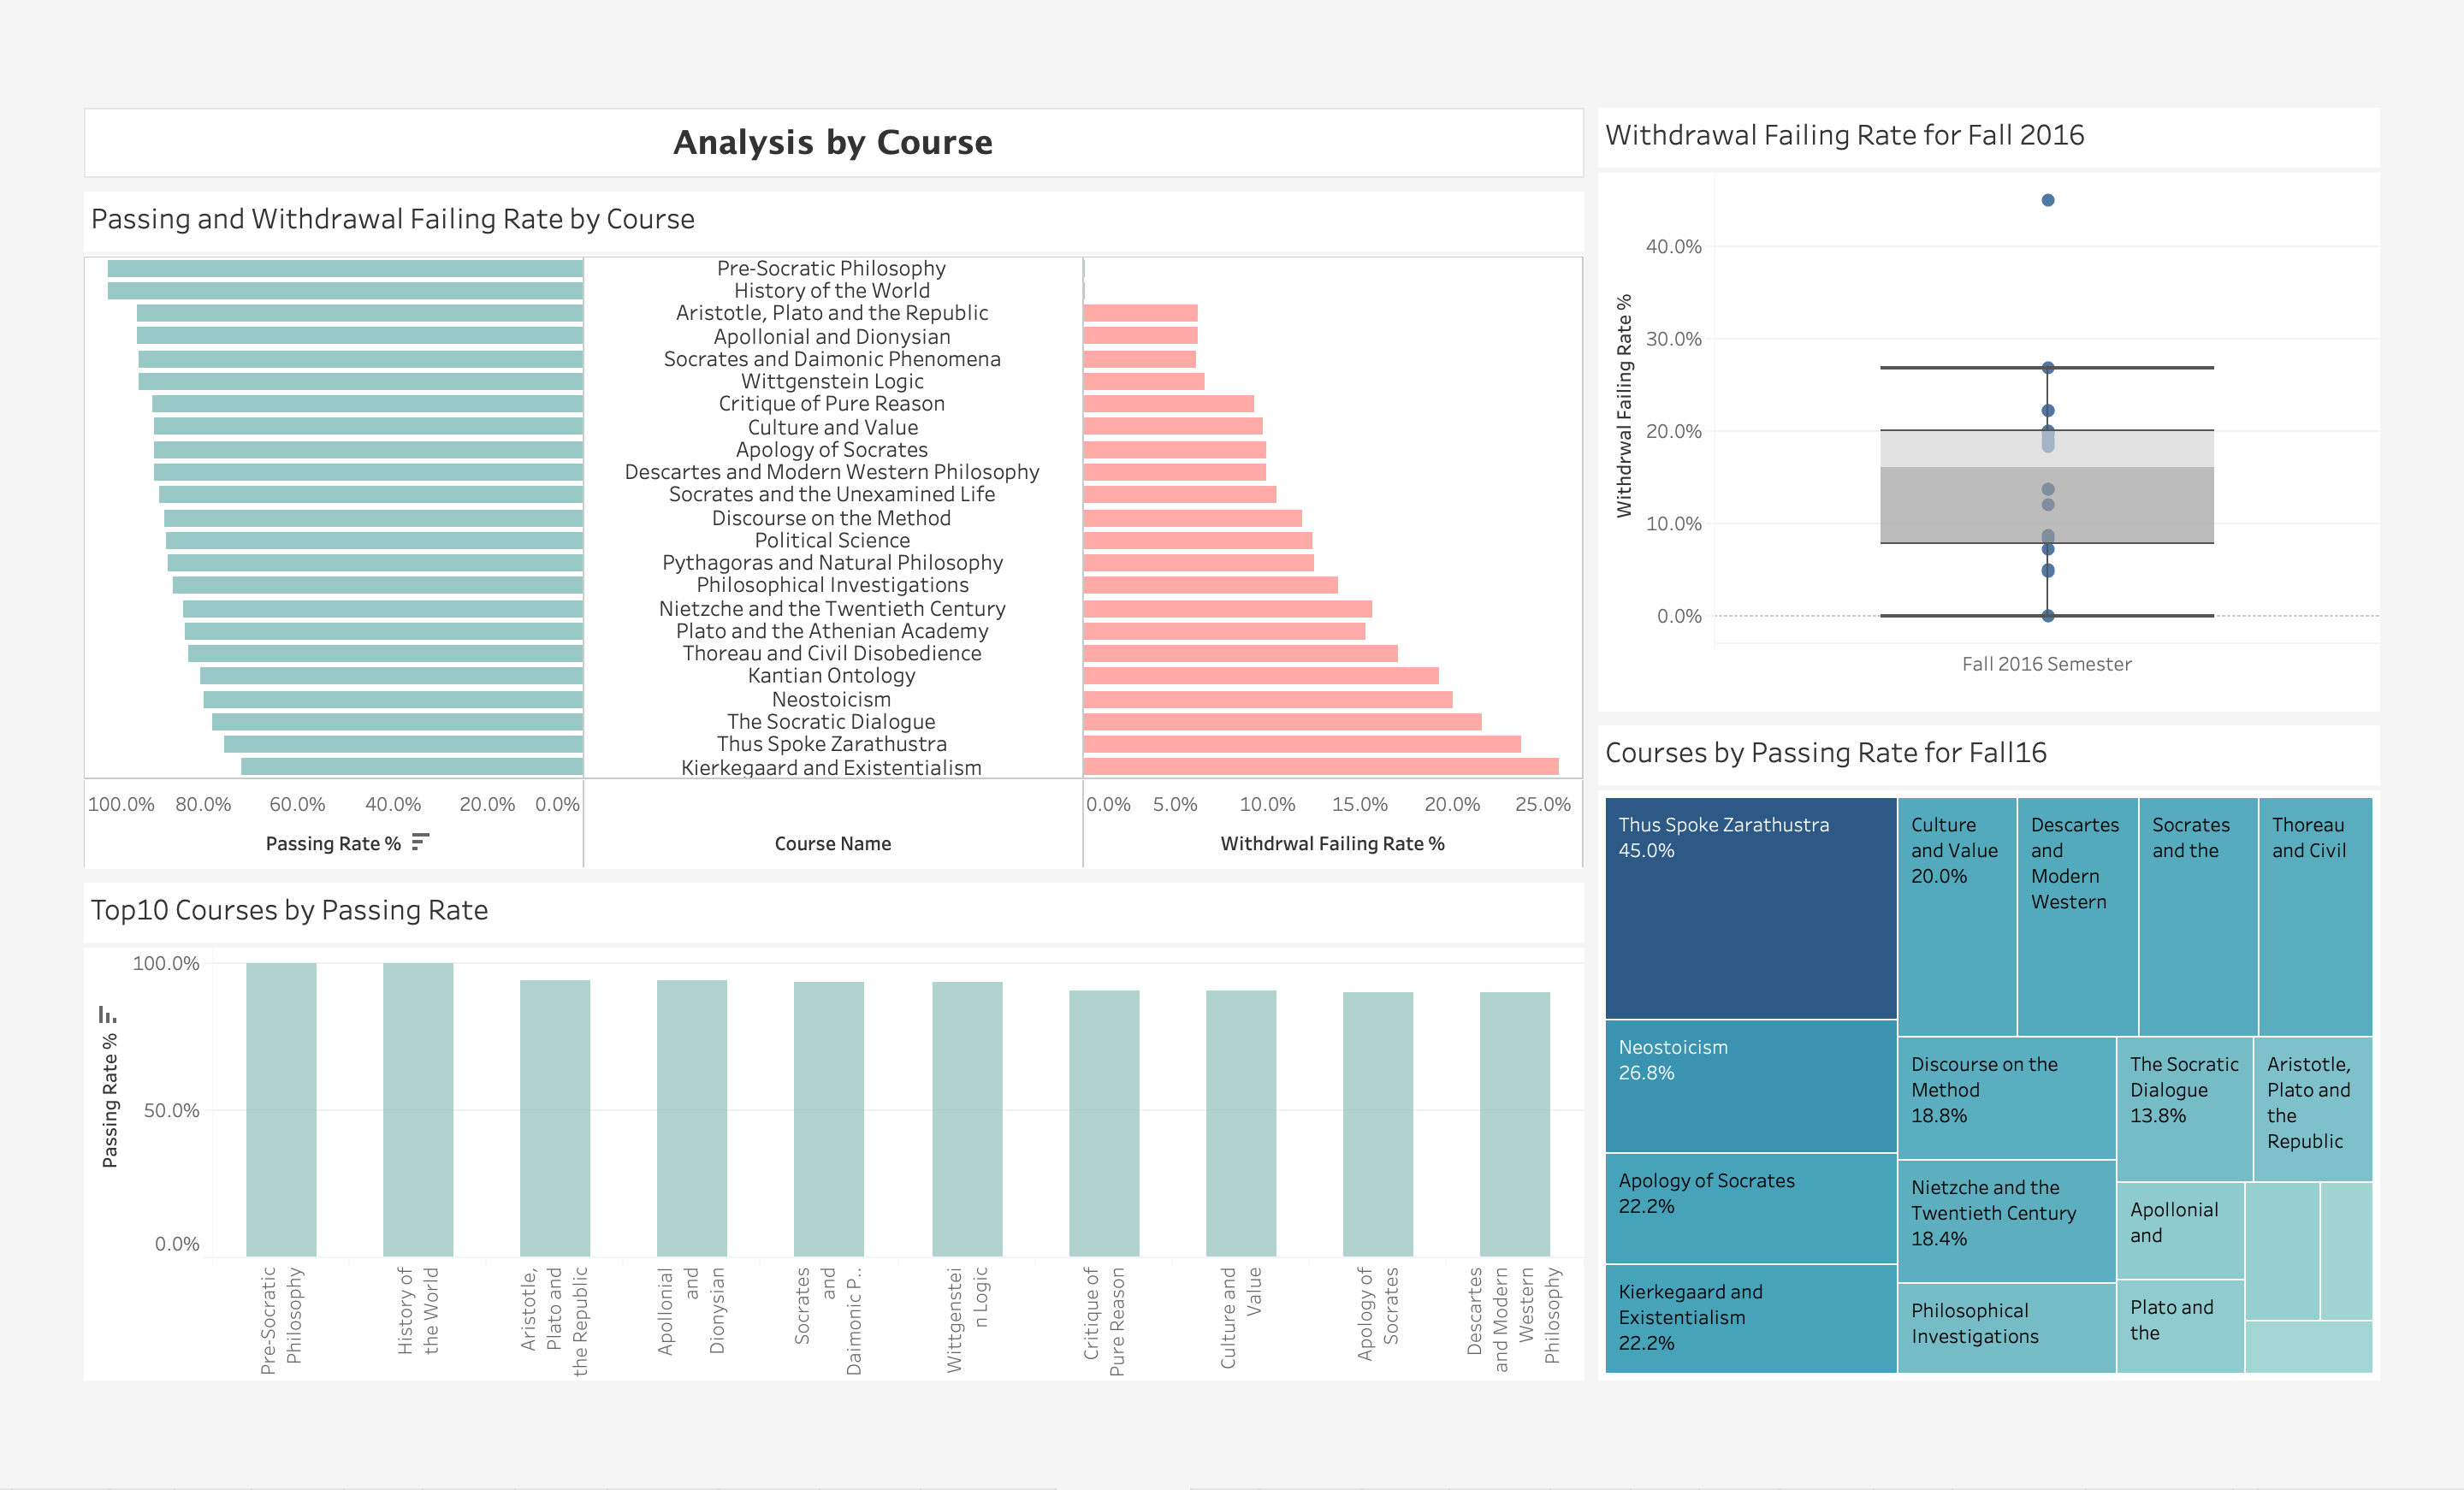 Analysis by Course
Passing and Withdrawal Failing Rate by Course
Pre-Socratic Philosophy
History of the World
Aristotle, Plato and the Republic
Apollonial and Dionysian
Socrates and Daimonic Phenomena
Wittgenstein Logic
Critique of Pure Reason
Culture and Value
Apology of Socrates
Descartes and Modern Western Philosophy
Socrates and the Unexamined Life
Discourse on the Method
Political Science
Pythagoras and Natural Philosophy
Philosophical Investigations
Nietzche and the Twentieth Century
Plato and the Athenian Academy
Thoreau and Civil Disobedience
Kantian Ontology
Neostoicism
The Socratic Dialogue
Thus Spoke Zarathustra
Kierkegaard and Existentialism
100.0% 80.0% 60.0% 40.0% 20.0% 0.0%
0.0% 5.0% 10.0% 15.0% 20.0% 25.0%
Passing Rate %
Course Name
Withdrwal Failing Rate %
Top10 Courses by Passing Rate
Passing Rate %
100.0%
50.0%
0.0%
Pre-Socratic
Philosophy
History of
the World
Aristotle,
Plato and
the Republic
Apollonial
and
Dionysian
Socrates
and
Daimonic P..
Wittgenstei
n Logic
Critique of
Pure Reason
Culture and
Value
Apology of
Socrates
Descartes
and Modern
Western
Philosophy
Withdrawal Failing Rate for Fall 2016
Withdrwal Failing Rate %
40.0%
30.0%
20.0%
10.0%
0.0%
Fall 2016 Semester
Courses by Passing Rate for Fall16
Thus Spoke Zarathustra
45.0%
Neostoicism
26.8%
Apology of Socrates
22.2%
Kierkegaard and
Existentialism
22.2%
Culture
and Value
20.0%
Descartes
and
Modern
Western
Socrates
and the
Thoreau
and Civil
Discourse on the
Method
18.8%
Nietzche and the
Twentieth Century
18.4%
Philosophical
Investigations
The Socratic
Dialogue
13.8%
Aristotle,
Plato and
the
Republic
Apollonial
and
Plato and
the